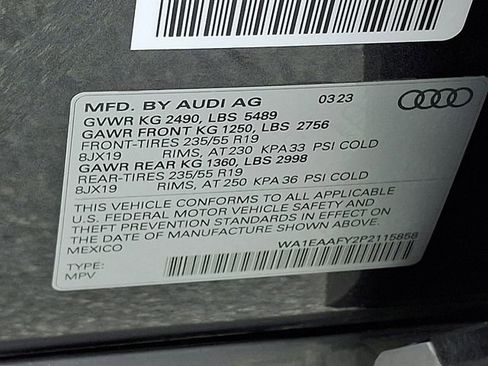 MFD. BY AUDI AG 03 23
GVWR KG 2490, LBS 5489
GAWR FRONT KG 1250, LBS 2756
FRONT-TIRES 235/55 R19
8JX19 RIMS, AT 230 KPA 33 PSI COLD
GAWR REAR KG 1360, LBS 2998
REAR-TIRES 235/55 R19
8JX19 RIMS, AT 250 KPA 36 PSI COLD
THIS VEHICLE CONFORMS TO ALL APPLICABLE
U.S. FEDERAL MOTOR VEHICLE SAFETY AND
THEFT PREVENTION STANDARDS IN EFFECT ON
THE DATE OF MANUFACTURE SHOWN ABOVE.
MEXICO WA1EAAFY2P2115858
TYPE:
MPV